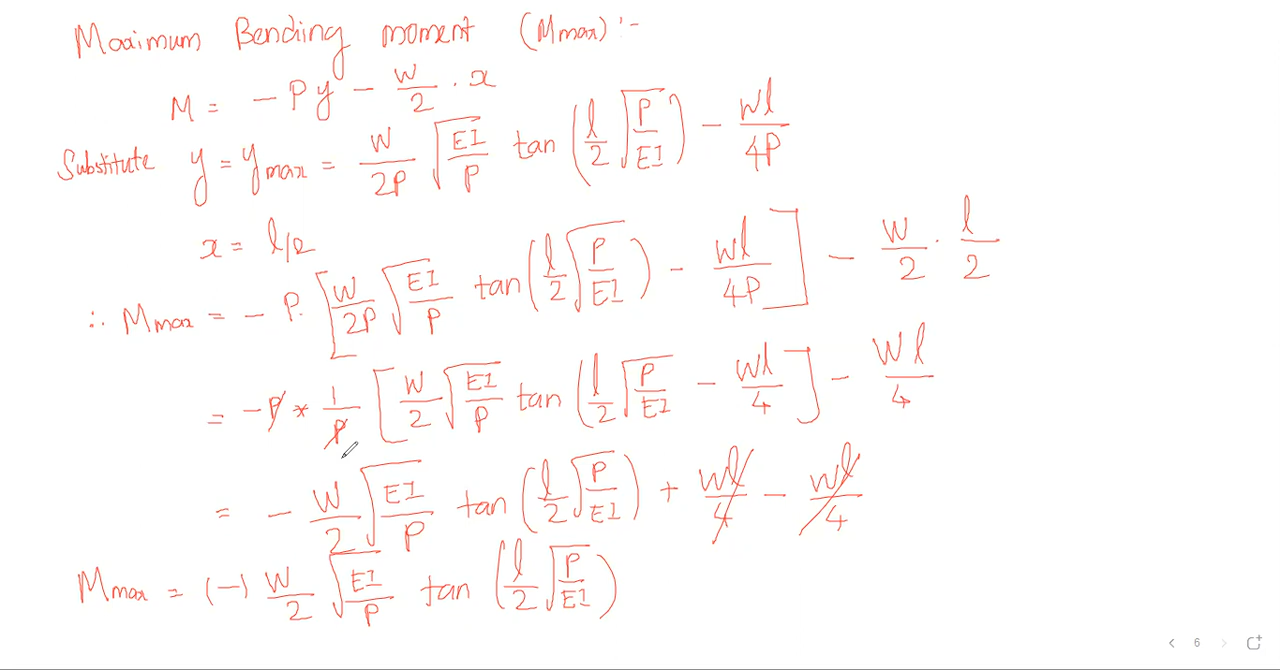 Maximum Bending moment (Mmax) :-
M = - Py - W/2 . x
Substitute y = ymax = W/2P √(EI/P) tan (l/2 √(P/EI)) - Wl/4P
x = l/2
∴ Mmax = - P. [W/2P √(EI/P) tan (l/2 √(P/EI)) - Wl/4P] - W/2 . l/2
= - P * 1/P [W/2 √(EI/P) tan (l/2 √(P/EI) - Wl/4] - Wl/4
= - W/2 √(EI/P) tan (l/2 √(P/EI)) + Wl/4 - Wl/4
Mmax = (-) W/2 √(EI/P) tan (l/2 √(P/EI))
< 6 >